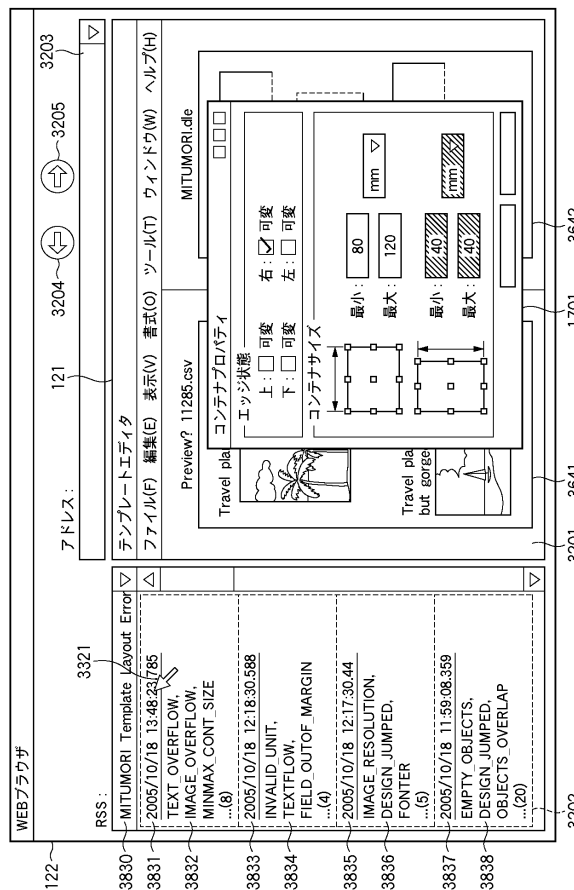 WEBブラウザ
122
アドレス：
3204
3205
3203
121
RSS：
3830
MITUMORI Template Layout Error
3321
3831
2005/10/18 13:48:23.785
3832
TEXT_OVERFLOW,
IMAGE_OVERFLOW,
MINMAX_CONT_SIZE
...(8)
3833
2005/10/18 12:18:30.588
3834
INVALID_UNIT,
TEXTFLOW,
FIELD_OUTOF_MARGIN
...(4)
3835
2005/10/18 12:17:30.44
3836
IMAGE_RESOLUTION,
DESIGN_JUMPED,
FONTER
...(5)
3837
2005/10/18 11:59:08.359
3838
EMPTY_OBJECTS,
DESIGN_JUMPED,
OBJECTS_OVERLAP
...(20)
3202
テンプレートエディタ
ファイル(F) 編集(E) 表示(V) 書式(O) ツール(T) ウィンドウ(W) ヘルプ(H)
Preview? 11285.csv
MITUMORI.dle
Travel pla
Travel pla
but gorge
コンテナプロパティ
エッジ状態
上： 可変 右： 可変
下： 可変 左： 可変
コンテナサイズ
最小： 80
最大： 120
mm
最小： 40
最大： 40
mm
3201
3641
1701
3642